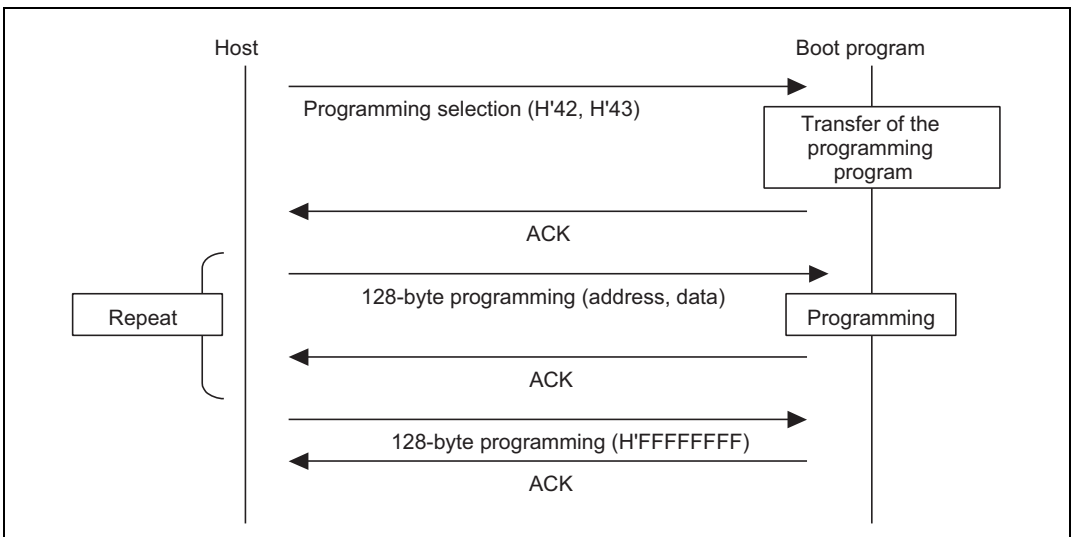 Host
Boot program
Programming selection (H'42, H'43)
Transfer of the
programming
program
ACK
128-byte programming (address, data)
Repeat
Programming
ACK
128-byte programming (H'FFFFFFFF)
ACK